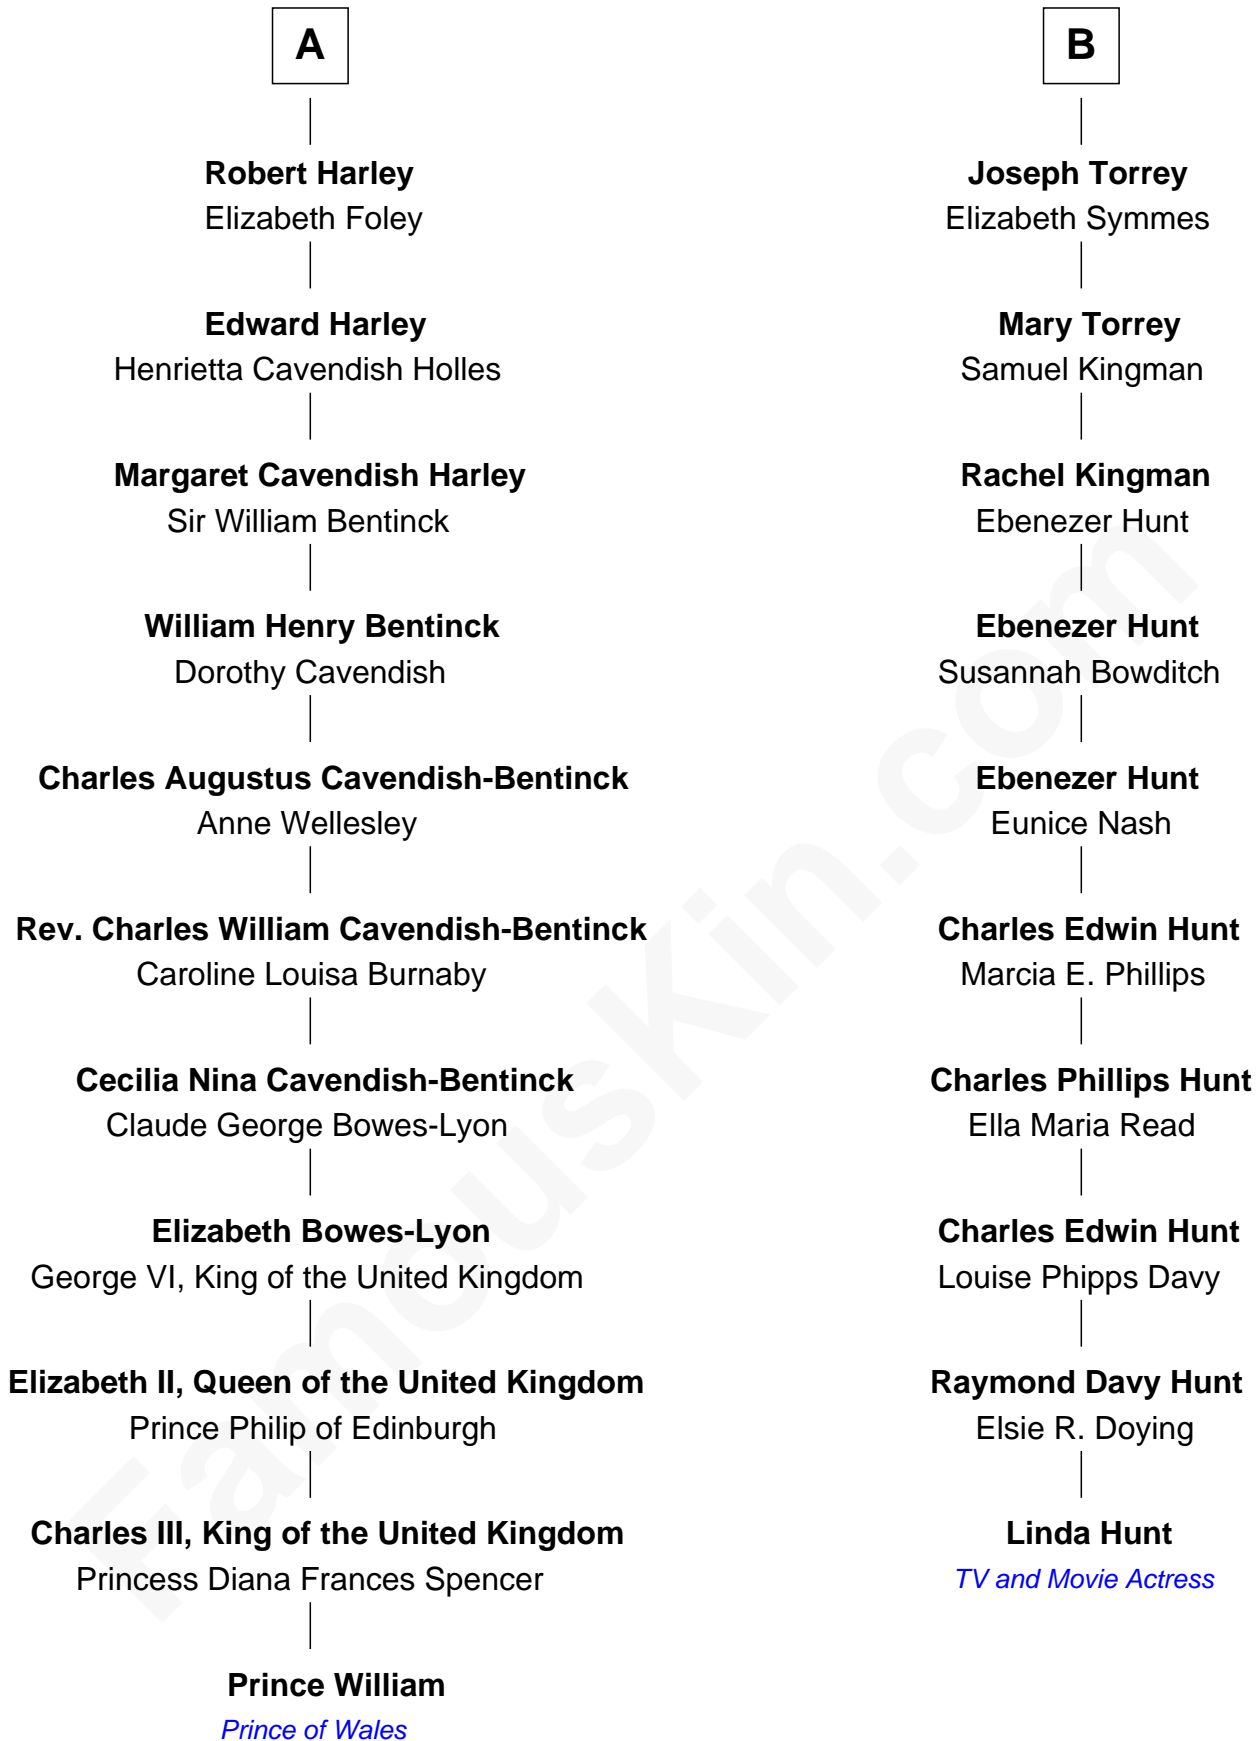 A
Robert Harley
Elizabeth Foley
Edward Harley
Henrietta Cavendish Holles
Margaret Cavendish Harley
Sir William Bentinck
William Henry Bentinck
Dorothy Cavendish
Charles Augustus Cavendish-Bentinck
Anne Wellesley
Rev. Charles William Cavendish-Bentinck
Caroline Louisa Burnaby
Cecilia Nina Cavendish-Bentinck
Claude George Bowes-Lyon
Elizabeth Bowes-Lyon
George VI, King of the United Kingdom
Elizabeth II, Queen of the United Kingdom
Prince Philip of Edinburgh
Charles III, King of the United Kingdom
Princess Diana Frances Spencer
Prince William
Prince of Wales
B
Joseph Torrey
Elizabeth Symmes
Mary Torrey
Samuel Kingman
Rachel Kingman
Ebenezer Hunt
Ebenezer Hunt
Susannah Bowditch
Ebenezer Hunt
Eunice Nash
Charles Edwin Hunt
Marcia E. Phillips
Charles Phillips Hunt
Ella Maria Read
Charles Edwin Hunt
Louise Phipps Davy
Raymond Davy Hunt
Elsie R. Doying
Linda Hunt
TV and Movie Actress
FamousKin.com